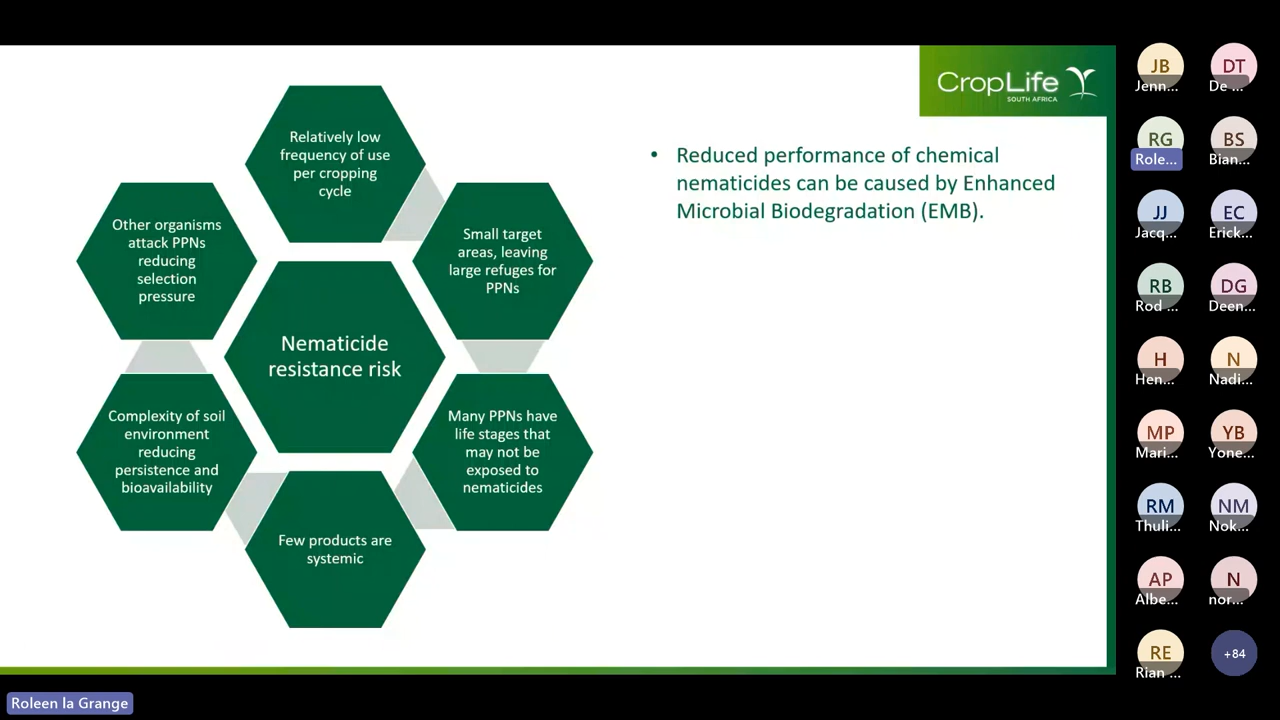 CropLife
SOUTH AFRICA
Relatively low
frequency of use
per cropping
cycle
Small target
areas, leaving
large refuges for
PPNs
Many PPNs have
life stages that
may not be
exposed to
nematicides
Few products are
systemic
Complexity of soil
environment
reducing
persistence and
bioavailability
Other organisms
attack PPNs
reducing
selection
pressure
Nematicide
resistance risk
• Reduced performance of chemical
nematicides can be caused by Enhanced
Microbial Biodegradation (EMB).
JB
Jenn...
DT
De ...
RG
Role...
BS
Bian...
JJ
Jacq...
EC
Erick...
RB
Rod ...
DG
Deen...
H
Hen...
N
Nadi...
MP
Mari...
YB
Yone...
RM
Thuli...
NM
Nok...
AP
Albe...
N
nor...
RE
Rian ...
+84
Roleen la Grange